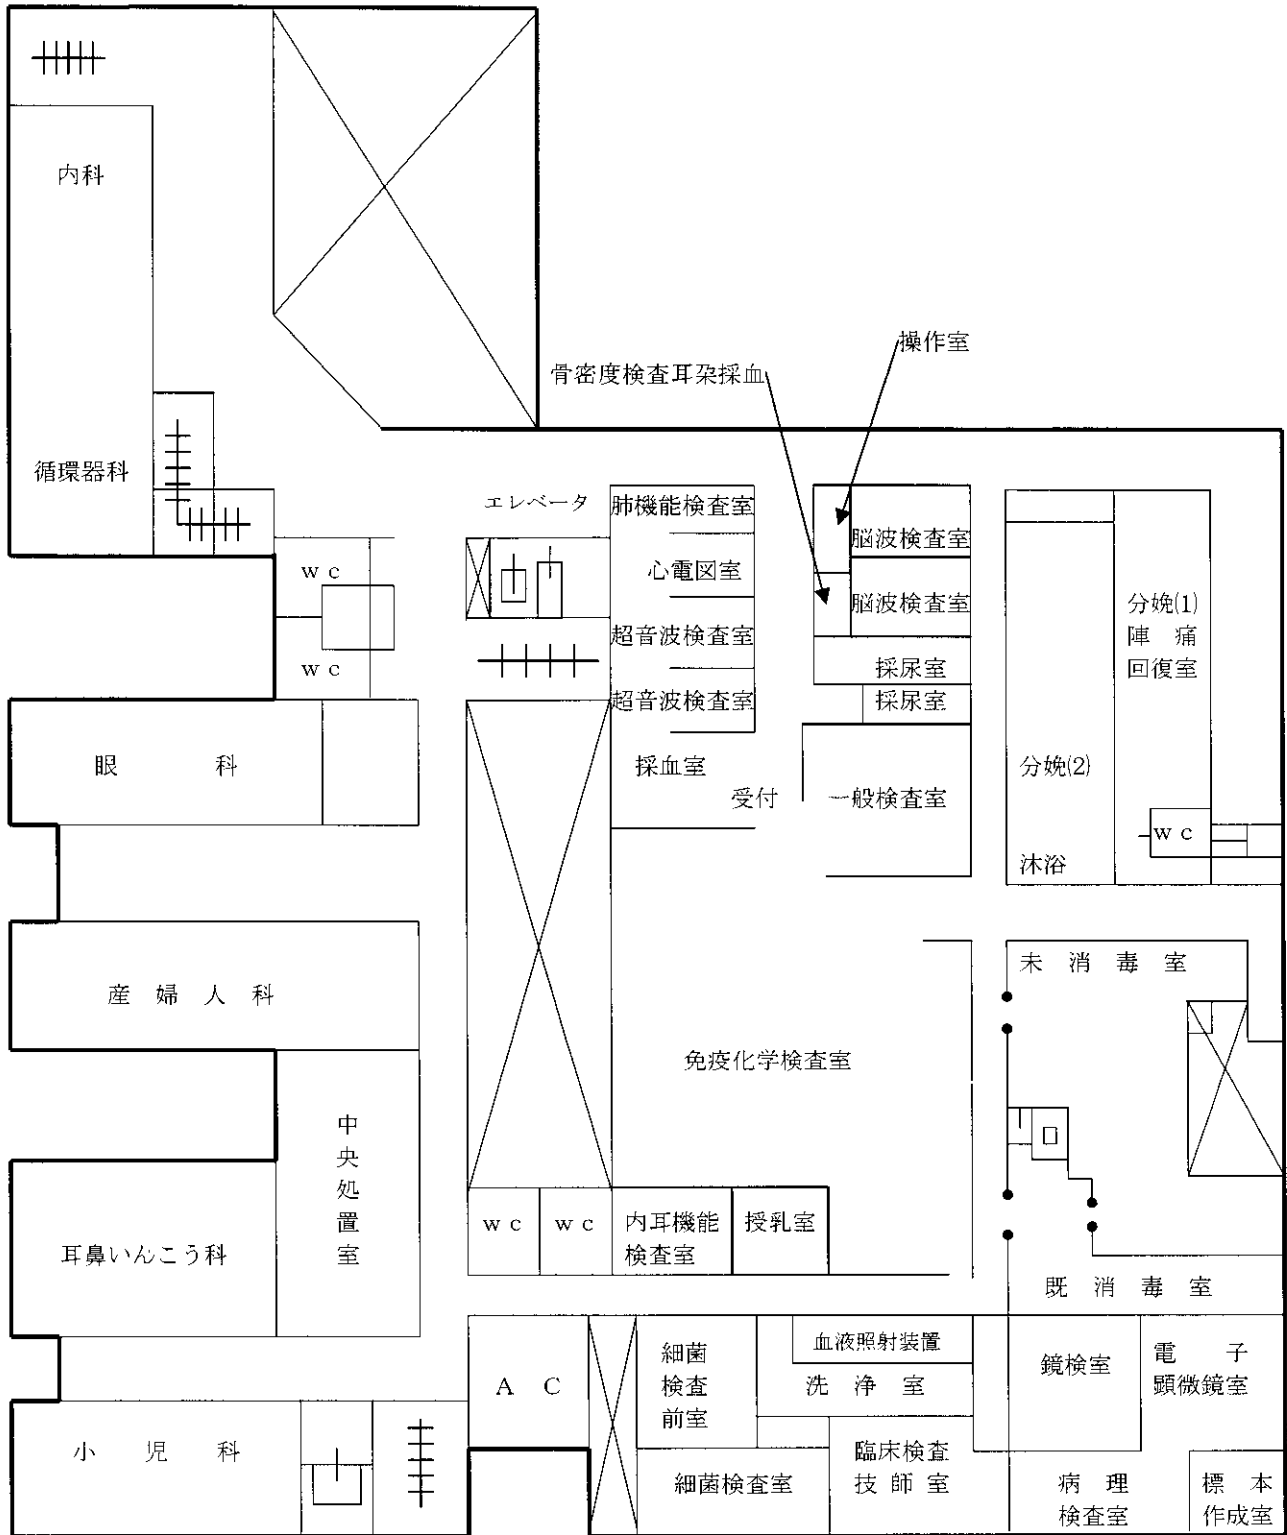 内科
循環器科
操作室
骨密度検査耳朶採血
エレベータ
肺機能検査室
心電図室
超音波検査室
超音波検査室
採血室
受付
脳波検査室
脳波検査室
採尿室
採尿室
一般検査室
分娩(1)
陣痛
回復室
分娩(2)
沐浴
wc
wc
wc
眼科
産婦人科
中央処置室
耳鼻いんこう科
小児科
免疫化学検査室
未消毒室
既消毒室
wc
wc
内耳機能
検査室
授乳室
AC
細菌
検査
前室
血液照射装置
洗浄室
細菌検査室
臨床検査
技師室
鏡検室
電子
顕微鏡室
病理
検査室
標本
作成室